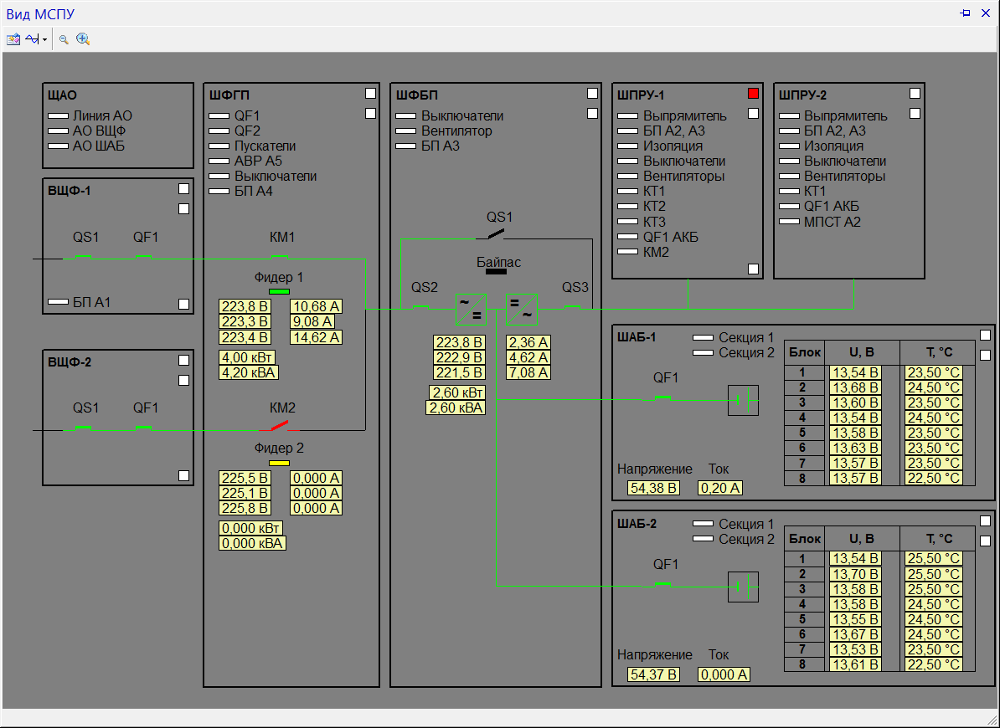 Вид МСПУ
ЩАО
Линия АО
АО ВЩФ
АО ШАБ
ВЩФ-1
QS1 QF1
БП А1
ВЩФ-2
QS1 QF1
ШФГП
QF1
QF2
Пускатели
АВР А5
Выключатели
БП А4
КМ1
Фидер 1
223,8 В 10,68 А
223,3 В 9,08 А
223,4 В 14,62 А
4,00 кВт
4,20 кВА
КМ2
Фидер 2
225,5 В 0,000 А
225,1 В 0,000 А
225,8 В 0,000 А
0,000 кВт
0,000 кВА
ШФБП
Выключатели
Вентилятор
БП А3
QS1
Байпас
QS2 QS3
~ = = ~
223,8 В 2,36 А
222,9 В 4,62 А
221,5 В 7,08 А
2,60 кВт
2,60 кВА
ШПРУ-1
Выпрямитель
БП А2, А3
Изоляция
Выключатели
Вентиляторы
КТ1
КТ2
КТ3
QF1 АКБ
КМ2
ШПРУ-2
Выпрямитель
БП А2, А3
Изоляция
Выключатели
Вентиляторы
КТ1
QF1 АКБ
МПСТ А2
ШАБ-1
Секция 1
Секция 2
QF1
Напряжение Ток
54,38 В 0,20 А
Блок U, В T, °C
1 13,54 В 23,50 °C
2 13,68 В 24,50 °C
3 13,60 В 23,50 °C
4 13,54 В 24,50 °C
5 13,58 В 23,50 °C
6 13,63 В 23,50 °C
7 13,57 В 23,50 °C
8 13,57 В 22,50 °C
ШАБ-2
Секция 1
Секция 2
QF1
Напряжение Ток
54,37 В 0,000 А
Блок U, В T, °C
1 13,54 В 25,50 °C
2 13,70 В 25,50 °C
3 13,58 В 25,50 °C
4 13,58 В 24,50 °C
5 13,55 В 24,50 °C
6 13,67 В 24,50 °C
7 13,53 В 23,50 °C
8 13,61 В 22,50 °C